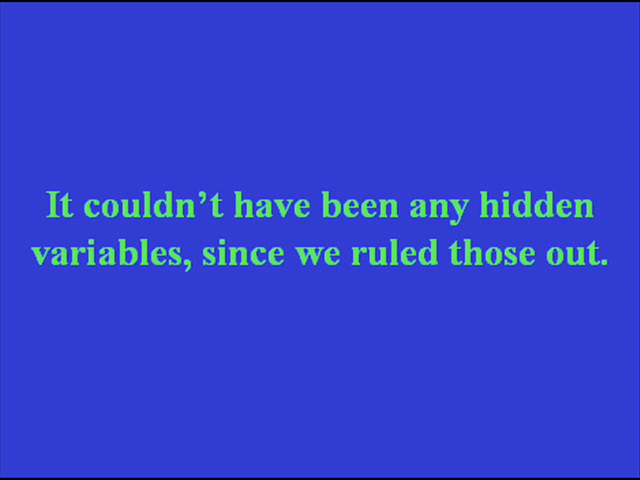 It couldn’t have been any hidden
variables, since we ruled those out.